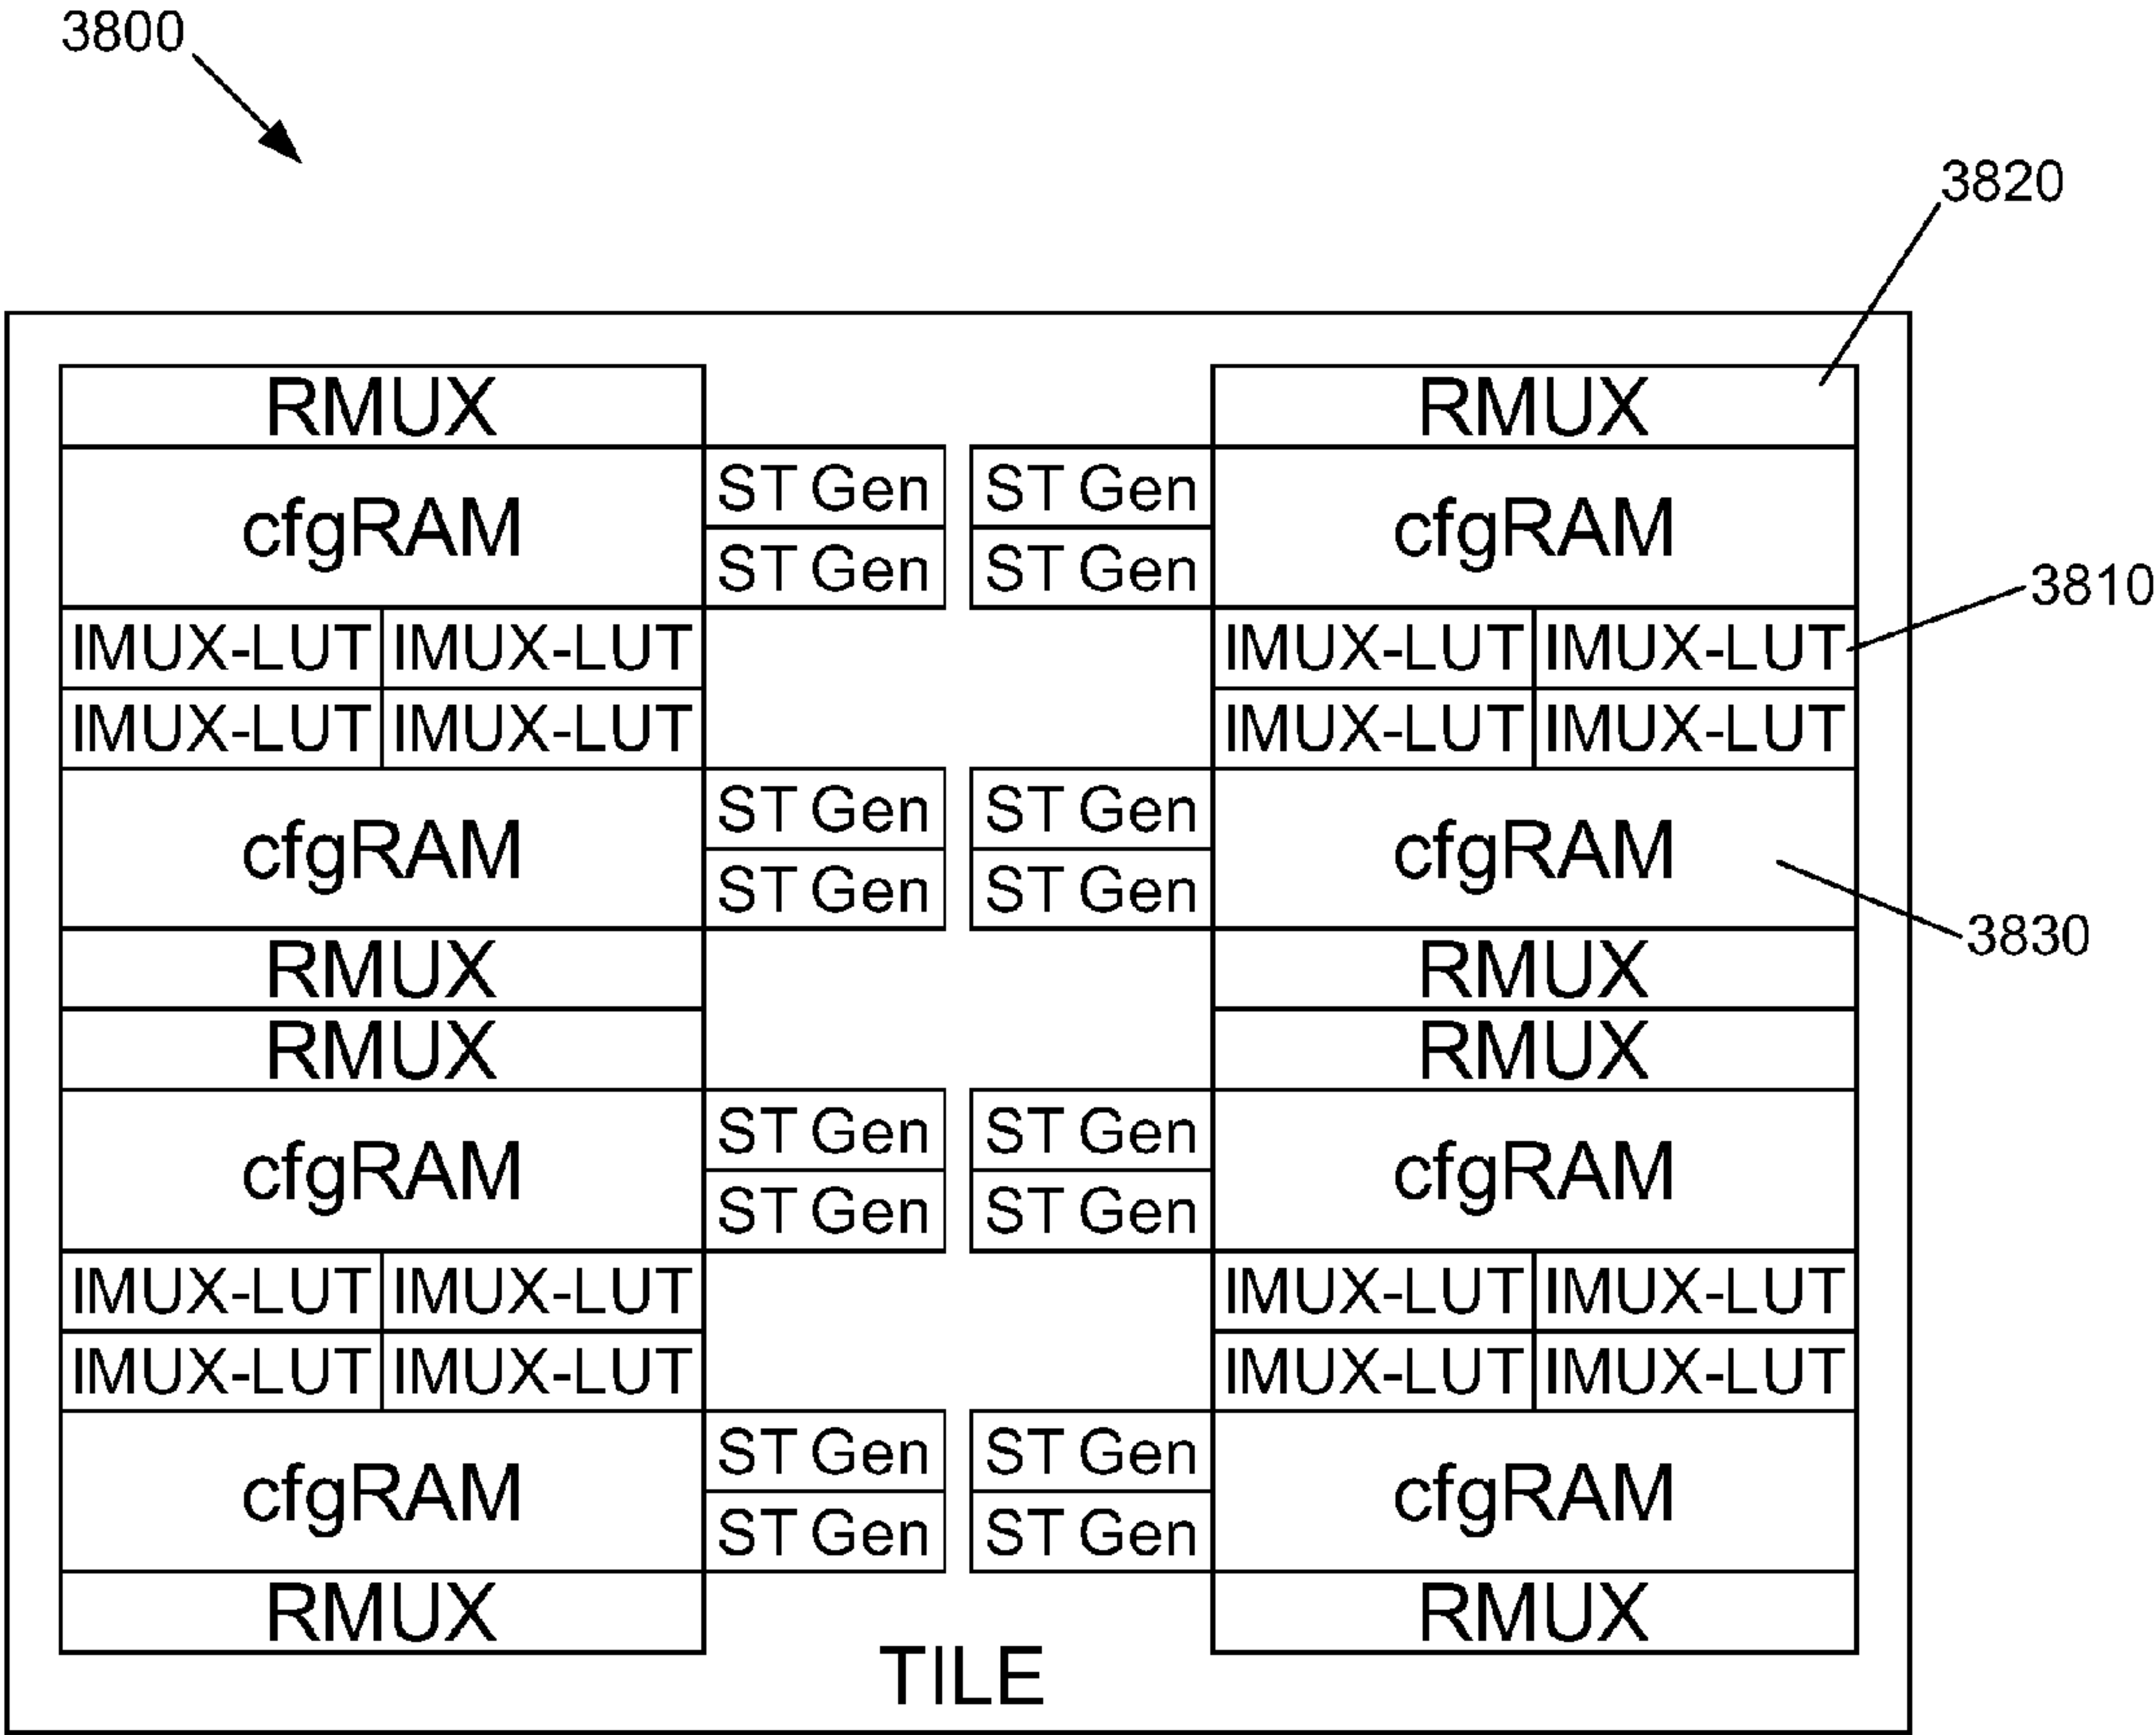 3800
3820
RMUX RMUX
ST Gen ST Gen
cfgRAM cfgRAM
ST Gen ST Gen
3810
IMUX-LUT IMUX-LUT IMUX-LUT IMUX-LUT
IMUX-LUT IMUX-LUT IMUX-LUT IMUX-LUT
ST Gen ST Gen
cfgRAM cfgRAM
ST Gen ST Gen
3830
RMUX RMUX
RMUX RMUX
ST Gen ST Gen
cfgRAM cfgRAM
ST Gen ST Gen
IMUX-LUT IMUX-LUT IMUX-LUT IMUX-LUT
IMUX-LUT IMUX-LUT IMUX-LUT IMUX-LUT
ST Gen ST Gen
cfgRAM cfgRAM
ST Gen ST Gen
RMUX RMUX
TILE